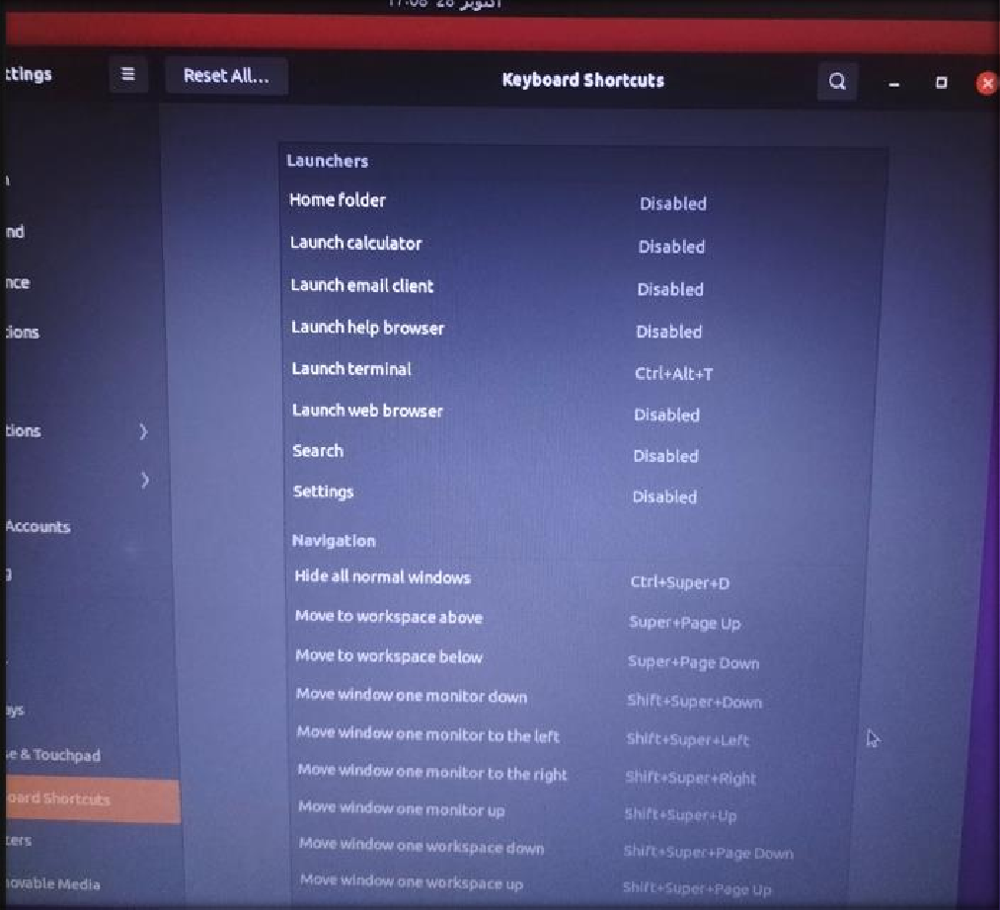 17:08 28 أكتوبر
ttings
Reset All...
Keyboard Shortcuts
Launchers
Home folder Disabled
nd
Launch calculator Disabled
nce
Launch email client Disabled
tions
Launch help browser Disabled
Launch terminal Ctrl+Alt+T
Launch web browser Disabled
tions
Search Disabled
Settings Disabled
Accounts
Navigation
g
Hide all normal windows Ctrl+Super+D
Move to workspace above Super+Page Up
Move to workspace below Super+Page Down
Move window one monitor down Shift+Super+Down
ays
Move window one monitor to the left Shift+Super+Left
se & Touchpad
Move window one monitor to the right Shift+Super+Right
oard Shortcuts
Move window one monitor up Shift+Super+Up
ters
Move window one workspace down Shift+Super+Page Down
novable Media
Move window one workspace up Shift+Super+Page Up